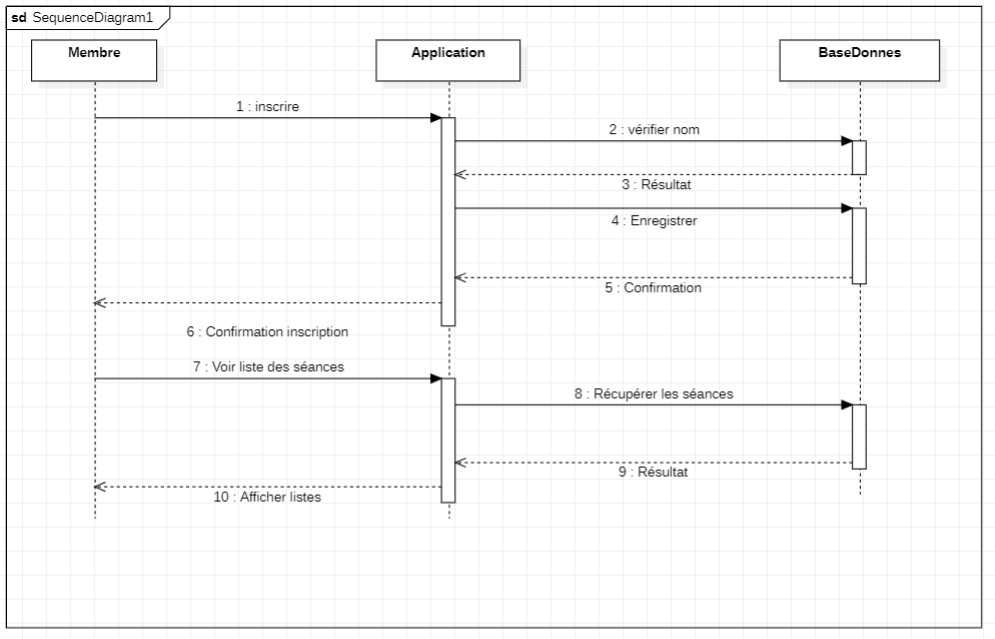 sd SequenceDiagram1
Membre
Application
BaseDonnes
1 : inscrire
2 : vérifier nom
3 : Résultat
4 : Enregistrer
5 : Confirmation
6 : Confirmation inscription
7 : Voir liste des séances
8 : Récupérer les séances
9 : Résultat
10 : Afficher listes